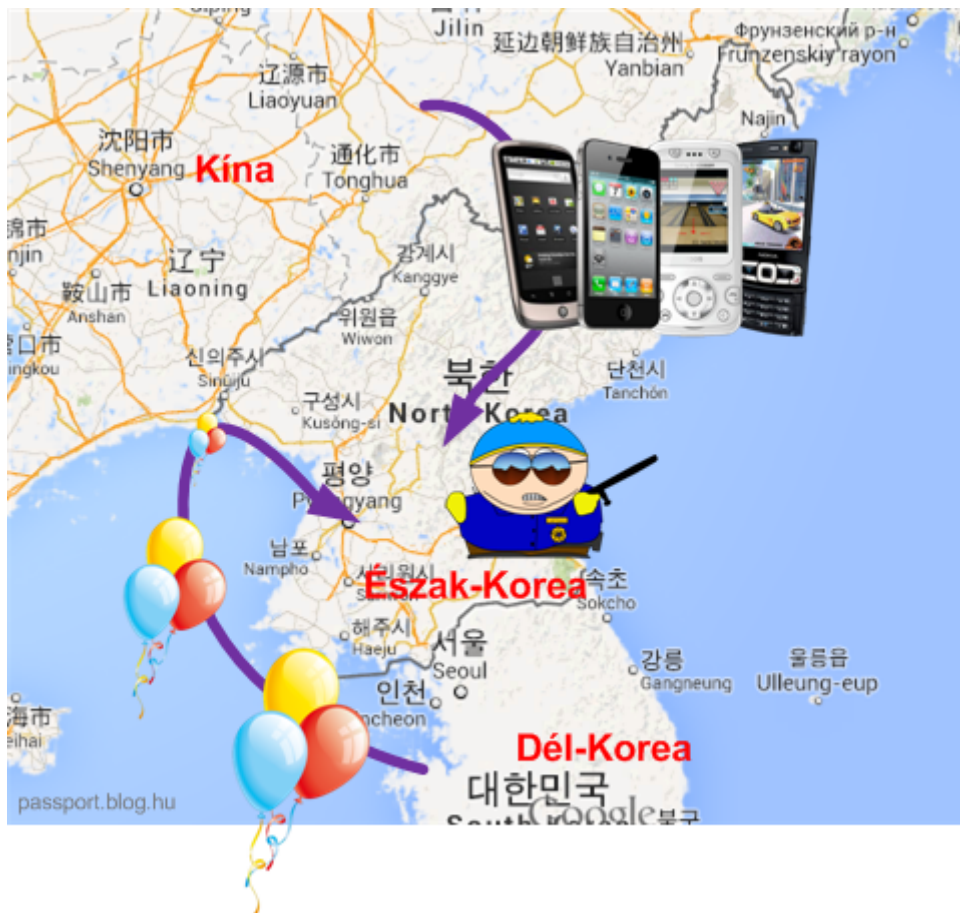 Jilin
延边朝鲜族自治州
Yanbian
Фрунзенский р-н
Frunzenskiy rayon
辽源市
Liaoyuan
Najin
沈阳市
Shenyang
Kína
通化市
Tonghua
강계시
Kanggye
辽宁
Liaoning
鞍山市
Anshan
위원읍
Wiwon
신의주시
Sinŭiju
단천시
Tanchŏn
북한
North Korea
구성시
Kusŏng-si
평양
남포
Nampho
Észak-Korea
속초
Sokcho
해주시
Haeju
서울
Seoul
강릉
Gangneung
울릉읍
Ulleung-eup
인천
Dél-Korea
대한민국
South Korea
Google
passport.blog.hu
NOKIA